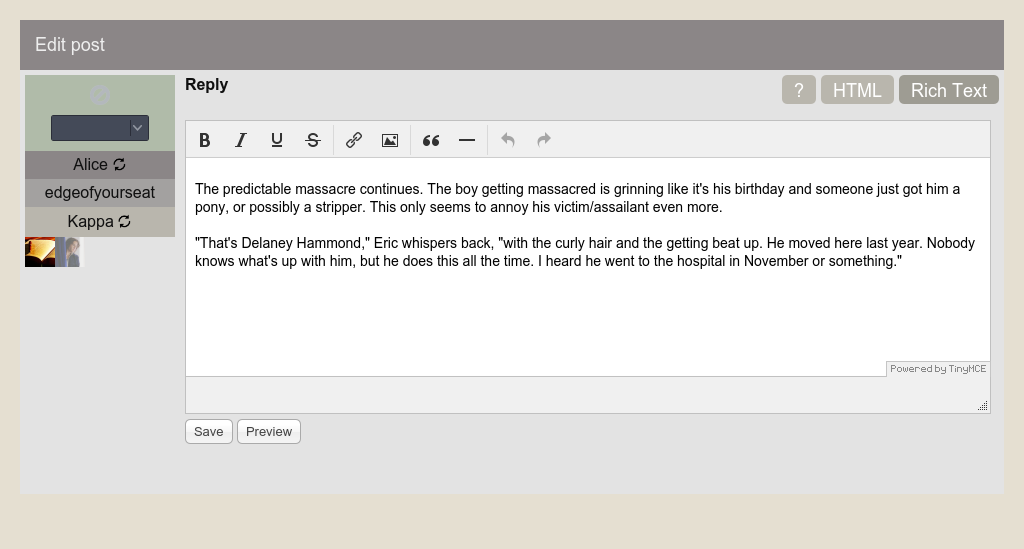 Edit post
Reply
?
HTML
Rich Text
Alice
edgeofyourseat
Kappa
B I U S
The predictable massacre continues. The boy getting massacred is grinning like it's his birthday and someone just got him a
pony, or possibly a stripper. This only seems to annoy his victim/assailant even more.
"That's Delaney Hammond," Eric whispers back, "with the curly hair and the getting beat up. He moved here last year. Nobody
knows what's up with him, but he does this all the time. I heard he went to the hospital in November or something."
Powered by TinyMCE
Save
Preview